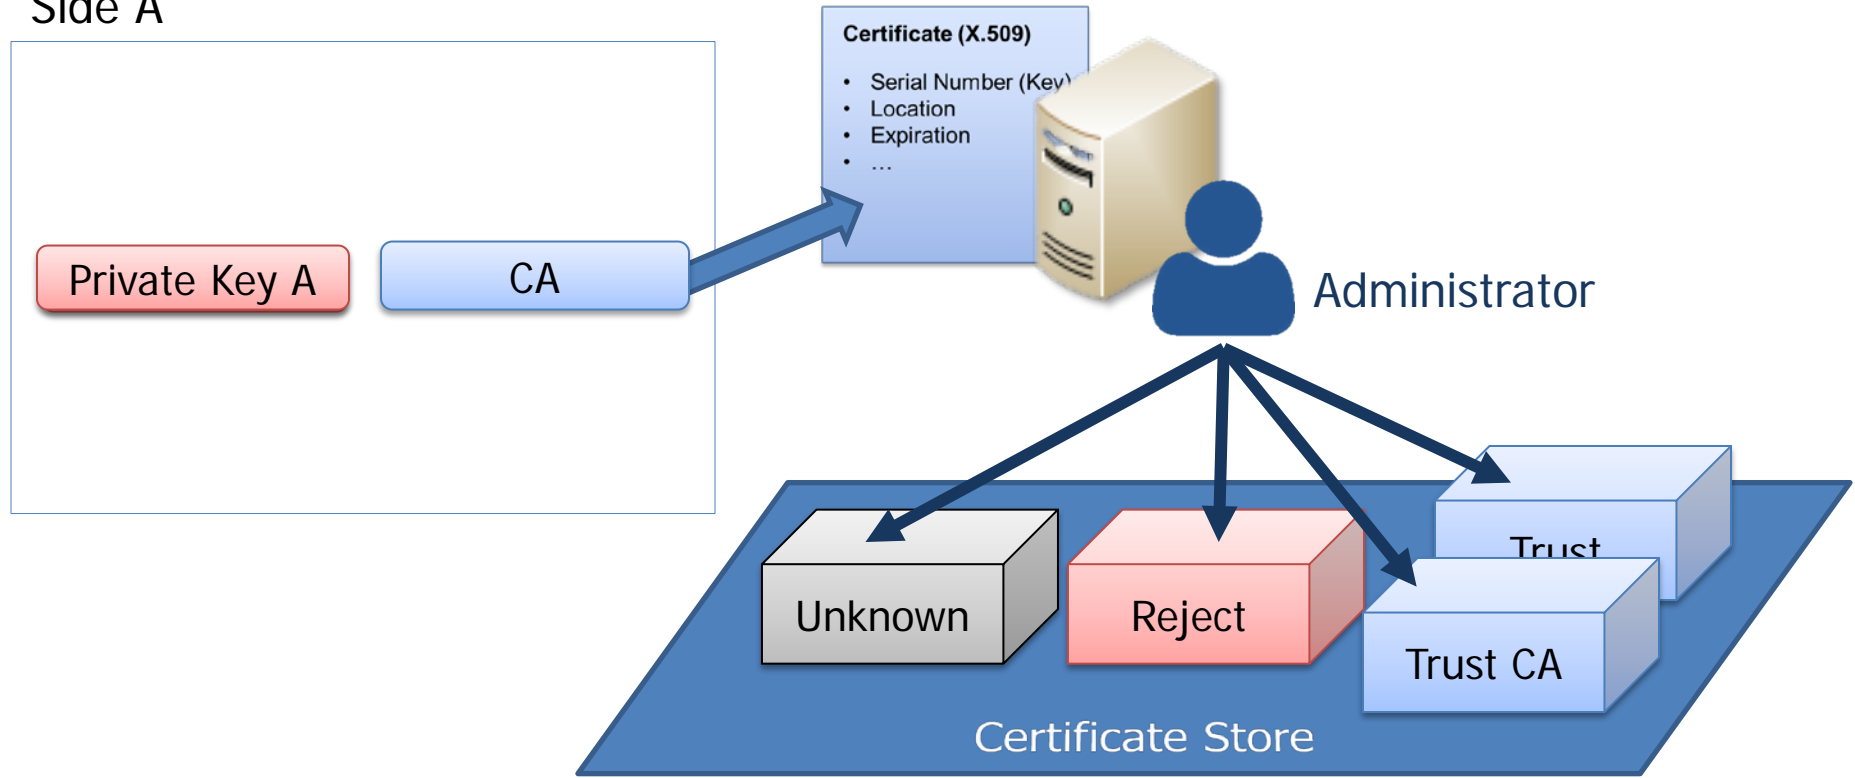 Side A
Certificate (X.509)
• Serial Number (Key)
• Location
• Expiration
• ...
Private Key A
CA
Administrator
Trust
Unknown
Reject
Trust CA
Certificate Store